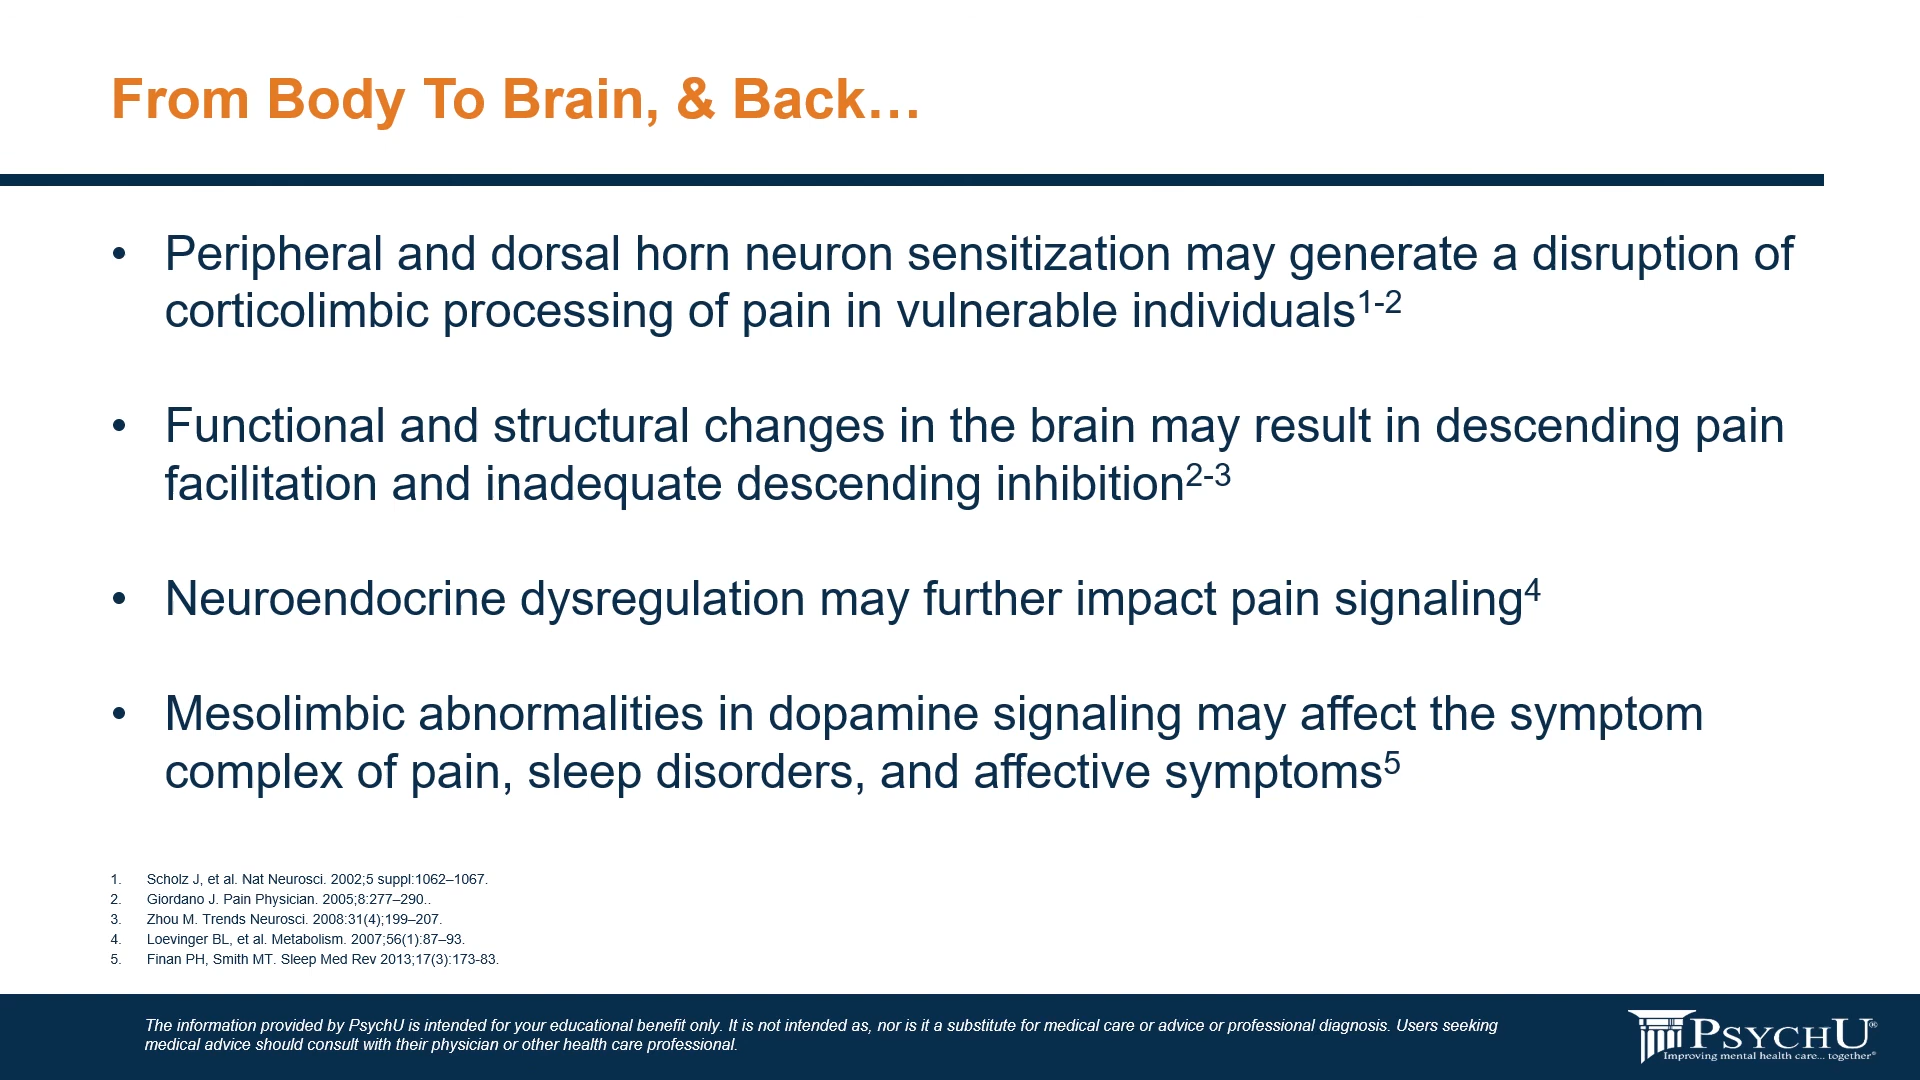 From Body To Brain, & Back…
• Peripheral and dorsal horn neuron sensitization may generate a disruption of
corticolimbic processing of pain in vulnerable individuals1-2
• Functional and structural changes in the brain may result in descending pain
facilitation and inadequate descending inhibition2-3
• Neuroendocrine dysregulation may further impact pain signaling4
• Mesolimbic abnormalities in dopamine signaling may affect the symptom
complex of pain, sleep disorders, and affective symptoms5
1. Scholz J, et al. Nat Neurosci. 2002;5 suppl:1062–1067.
2. Giordano J. Pain Physician. 2005;8:277–290..
3. Zhou M. Trends Neurosci. 2008:31(4);199–207.
4. Loevinger BL, et al. Metabolism. 2007;56(1):87–93.
5. Finan PH, Smith MT. Sleep Med Rev 2013;17(3):173-83.
The information provided by PsychU is intended for your educational benefit only. It is not intended as, nor is it a substitute for medical care or advice or professional diagnosis. Users seeking
medical advice should consult with their physician or other health care professional.
PSYCHU®
Improving mental health care... together®